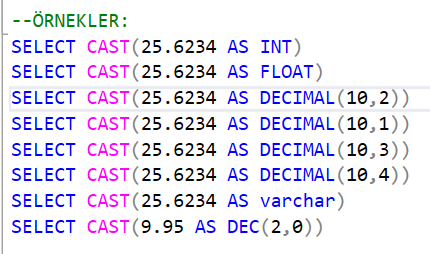 --ÖRNEKLER:
SELECT CAST(25.6234 AS INT)
SELECT CAST(25.6234 AS FLOAT)
SELECT CAST(25.6234 AS DECIMAL(10,2))
SELECT CAST(25.6234 AS DECIMAL(10,1))
SELECT CAST(25.6234 AS DECIMAL(10,3))
SELECT CAST(25.6234 AS DECIMAL(10,4))
SELECT CAST(25.6234 AS varchar)
SELECT CAST(9.95 AS DEC(2,0))